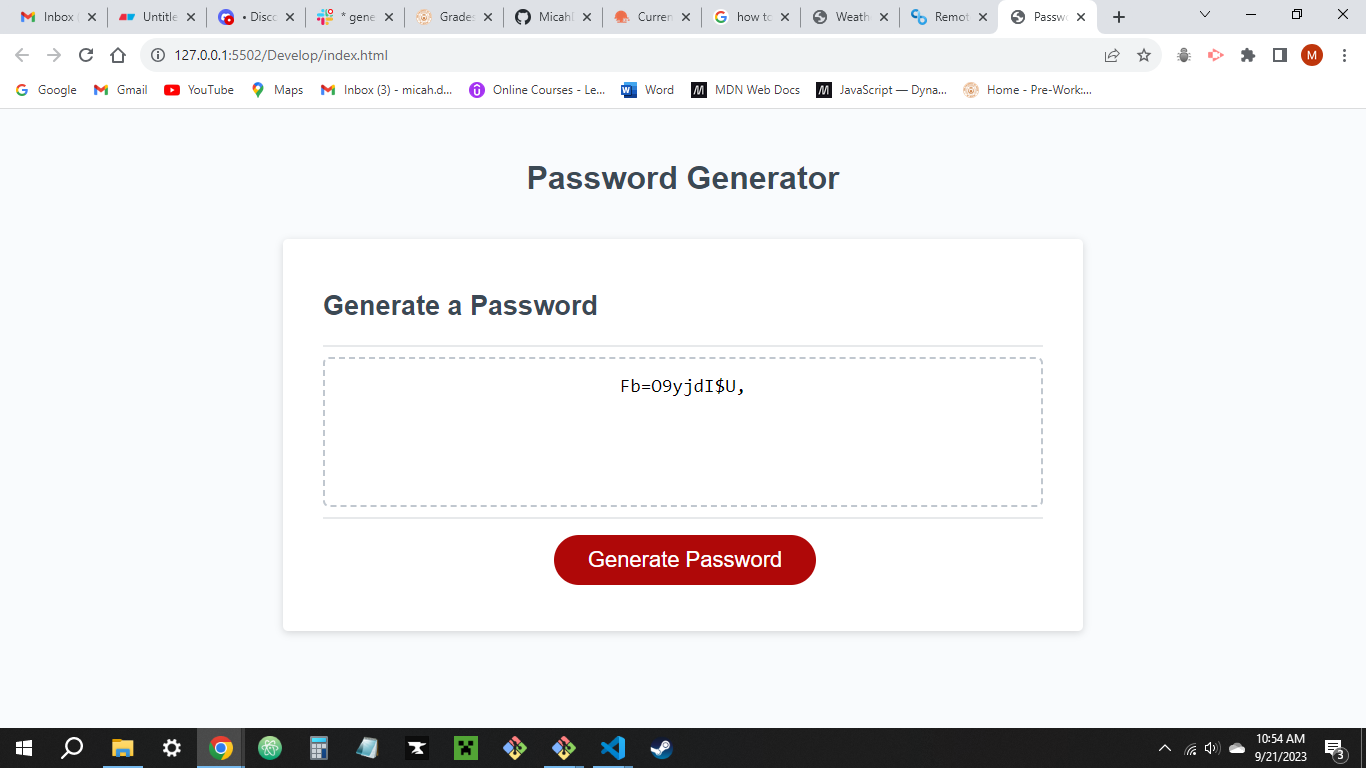 Inbox
Untitle
• Disco
* gene
Grades
Micahl
Curren
how to
Weath
Remot
Passw
127.0.0.1:5502/Develop/index.html
M
Google
Gmail
YouTube
Maps
Inbox (3) - micah.d...
Online Courses - Le...
Word
MDN Web Docs
JavaScript — Dyna...
Home - Pre-Work:...
Password Generator
Generate a Password
Fb=O9yjdI$U,
Generate Password
10:54 AM
9/21/2023
3